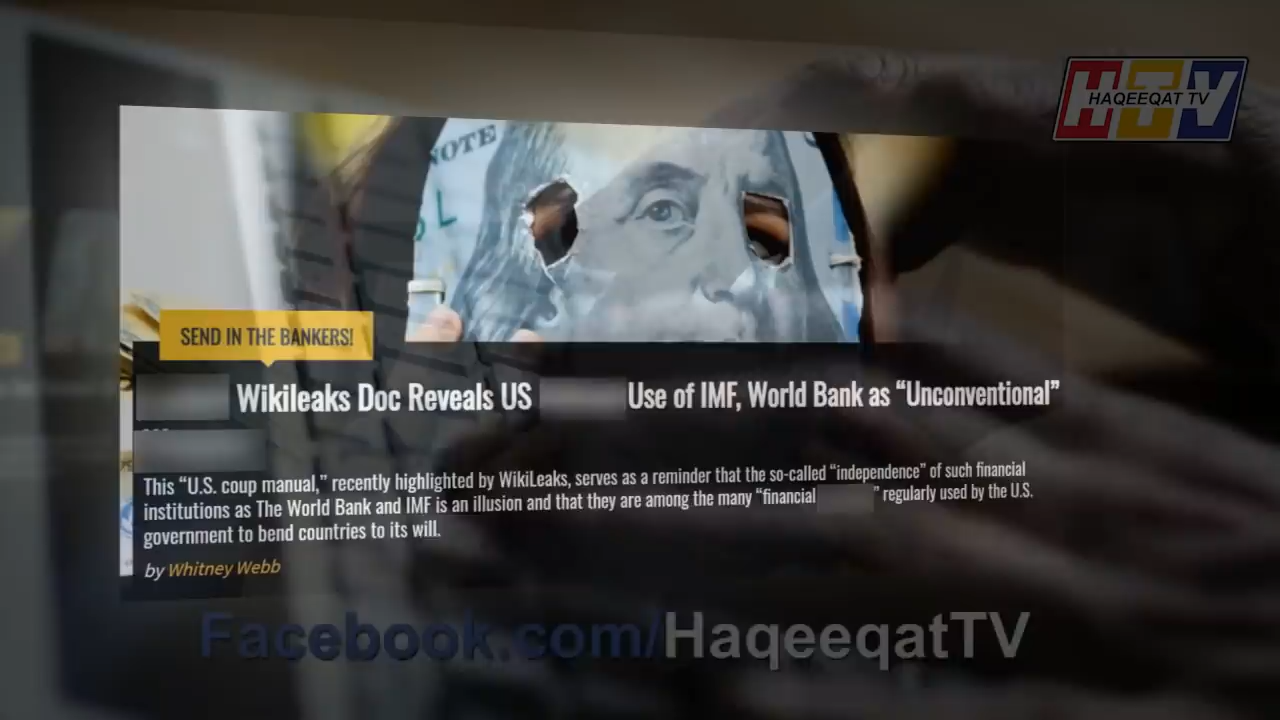 HTV
HAQEEQAT TV
NOTE
SEND IN THE BANKERS!
Wikileaks Doc Reveals US Use of IMF, World Bank as “Unconventional”
This “U.S. coup manual,” recently highlighted by WikiLeaks, serves as a reminder that the so-called “independence” of such financial
institutions as The World Bank and IMF is an illusion and that they are among the many “financial ” regularly used by the U.S.
government to bend countries to its will.
by Whitney Webb
Facebook.com/HaqeeqatTV